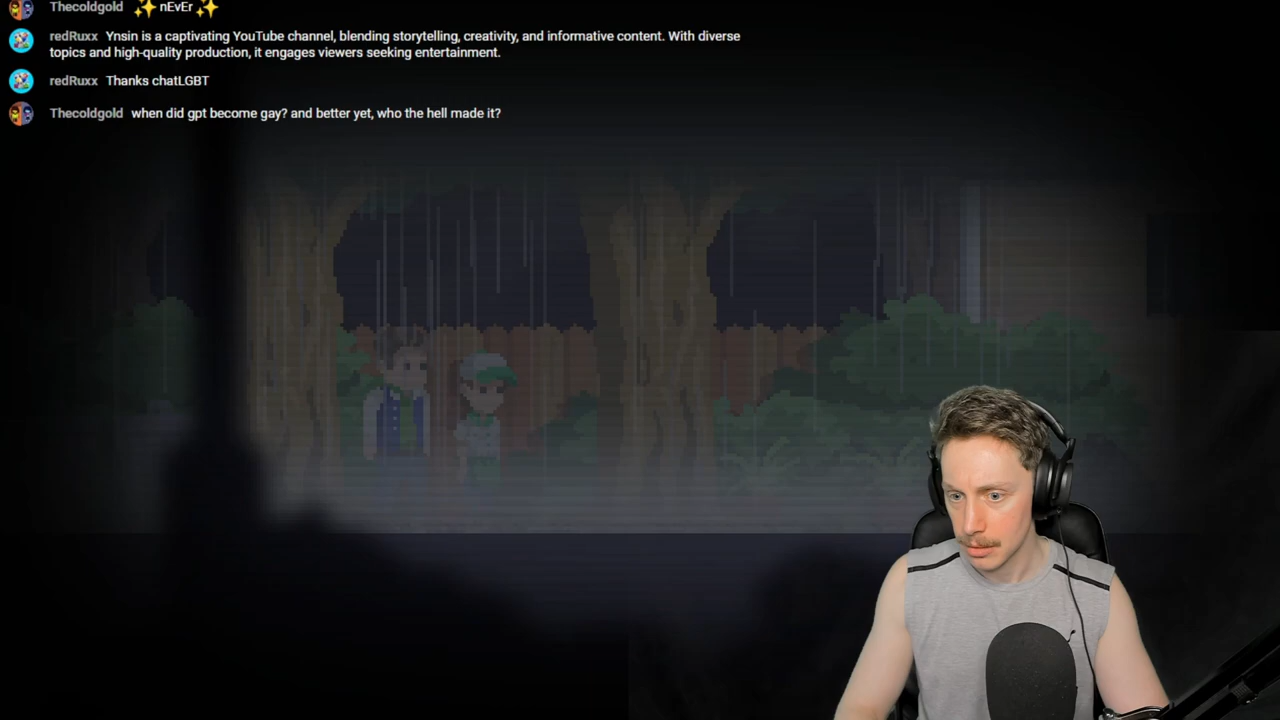 Thecoldgold ✨ nEvEr ✨
redRuxx Ynsin is a captivating YouTube channel, blending storytelling, creativity, and informative content. With diverse
topics and high-quality production, it engages viewers seeking entertainment.
redRuxx Thanks chatLGBT
Thecoldgold when did gpt become gay? and better yet, who the hell made it?